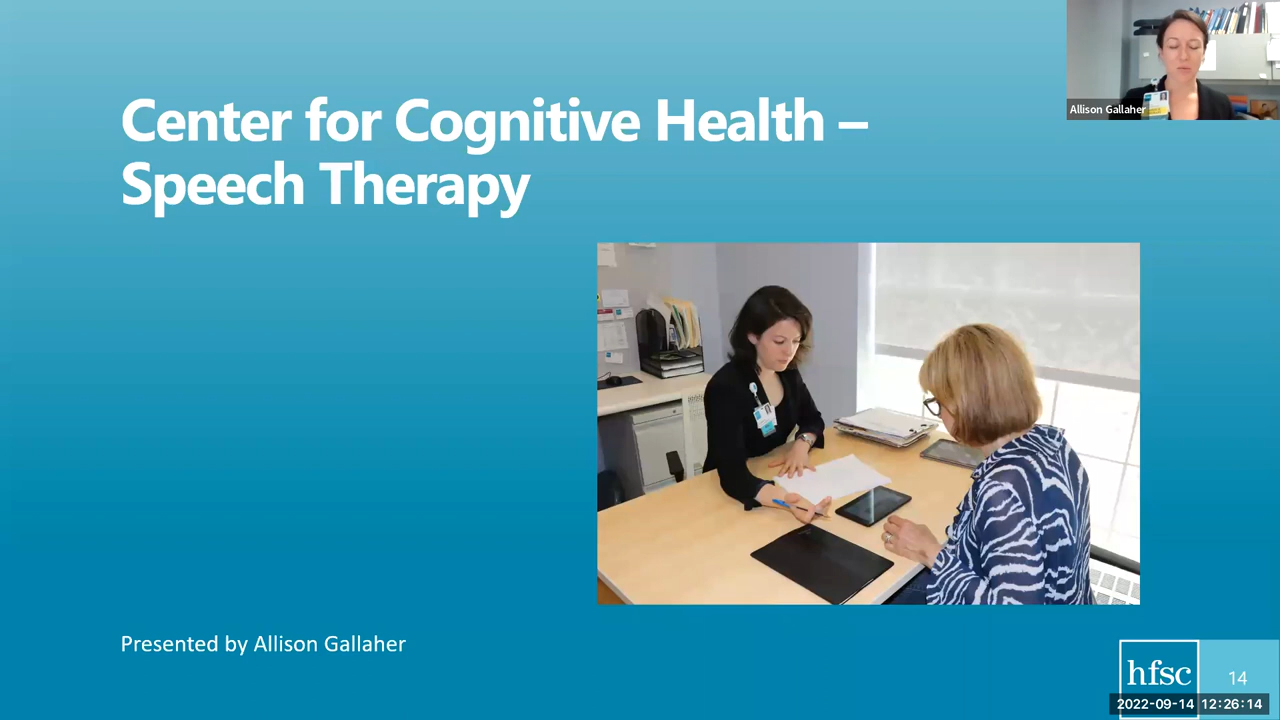 Center for Cognitive Health –
Speech Therapy
Allison Gallaher
Presented by Allison Gallaher
hfsc
14
2022-09-14 12:26:14